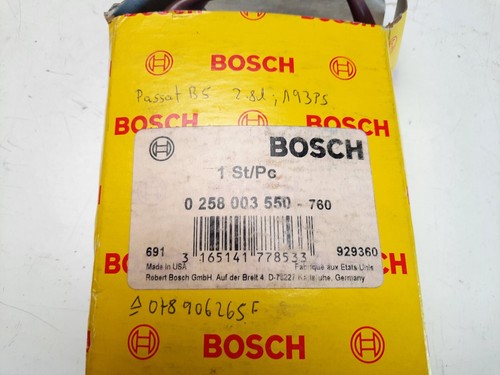 BOSCH
BOSCH
Passat B5 2.8l, 193PS
BOSCH
BOSCH
1 St/Pc
0 258 003 550 - 760
691 3 165141 778533 929360
Made in USA Fabriqué aux Etats Unis
Robert Bosch GmbH, Auf der Breit 4, D-76227 Karlsruhe, Germany
≙ 078906265F
BOSCH
BOSCH